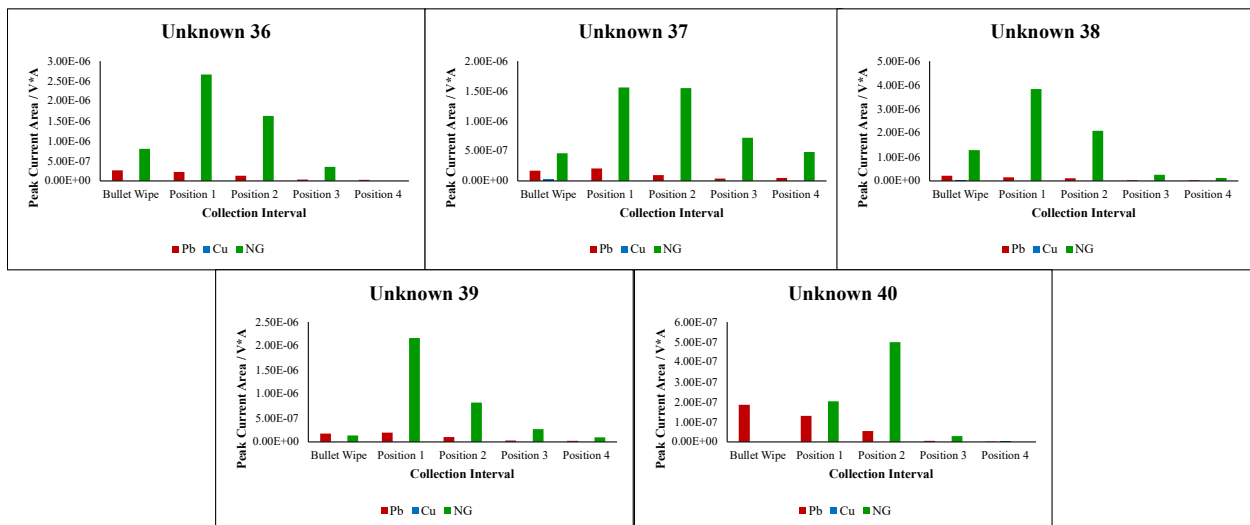 Unknown 36
Peak Current Area / V*A
3.00E-06
2.50E-06
2.00E-06
1.50E-06
1.00E-06
5.00E-07
0.00E+00
Bullet Wipe Position 1 Position 2 Position 3 Position 4
Collection Interval
Pb Cu NG
Unknown 37
Peak Current Area / V*A
2.00E-06
1.50E-06
1.00E-06
5.00E-07
0.00E+00
Bullet Wipe Position 1 Position 2 Position 3 Position 4
Collection Interval
Pb Cu NG
Unknown 38
Peak Current Area / V*A
5.00E-06
4.00E-06
3.00E-06
2.00E-06
1.00E-06
0.00E+00
Bullet Wipe Position 1 Position 2 Position 3 Position 4
Collection Interval
Pb Cu NG
Unknown 39
Peak Current Area / V*A
2.50E-06
2.00E-06
1.50E-06
1.00E-06
5.00E-07
0.00E+00
Bullet Wipe Position 1 Position 2 Position 3 Position 4
Collection Interval
Pb Cu NG
Unknown 40
Peak Current Area / V*A
6.00E-07
5.00E-07
4.00E-07
3.00E-07
2.00E-07
1.00E-07
0.00E+00
Bullet Wipe Position 1 Position 2 Position 3 Position 4
Collection Interval
Pb Cu NG